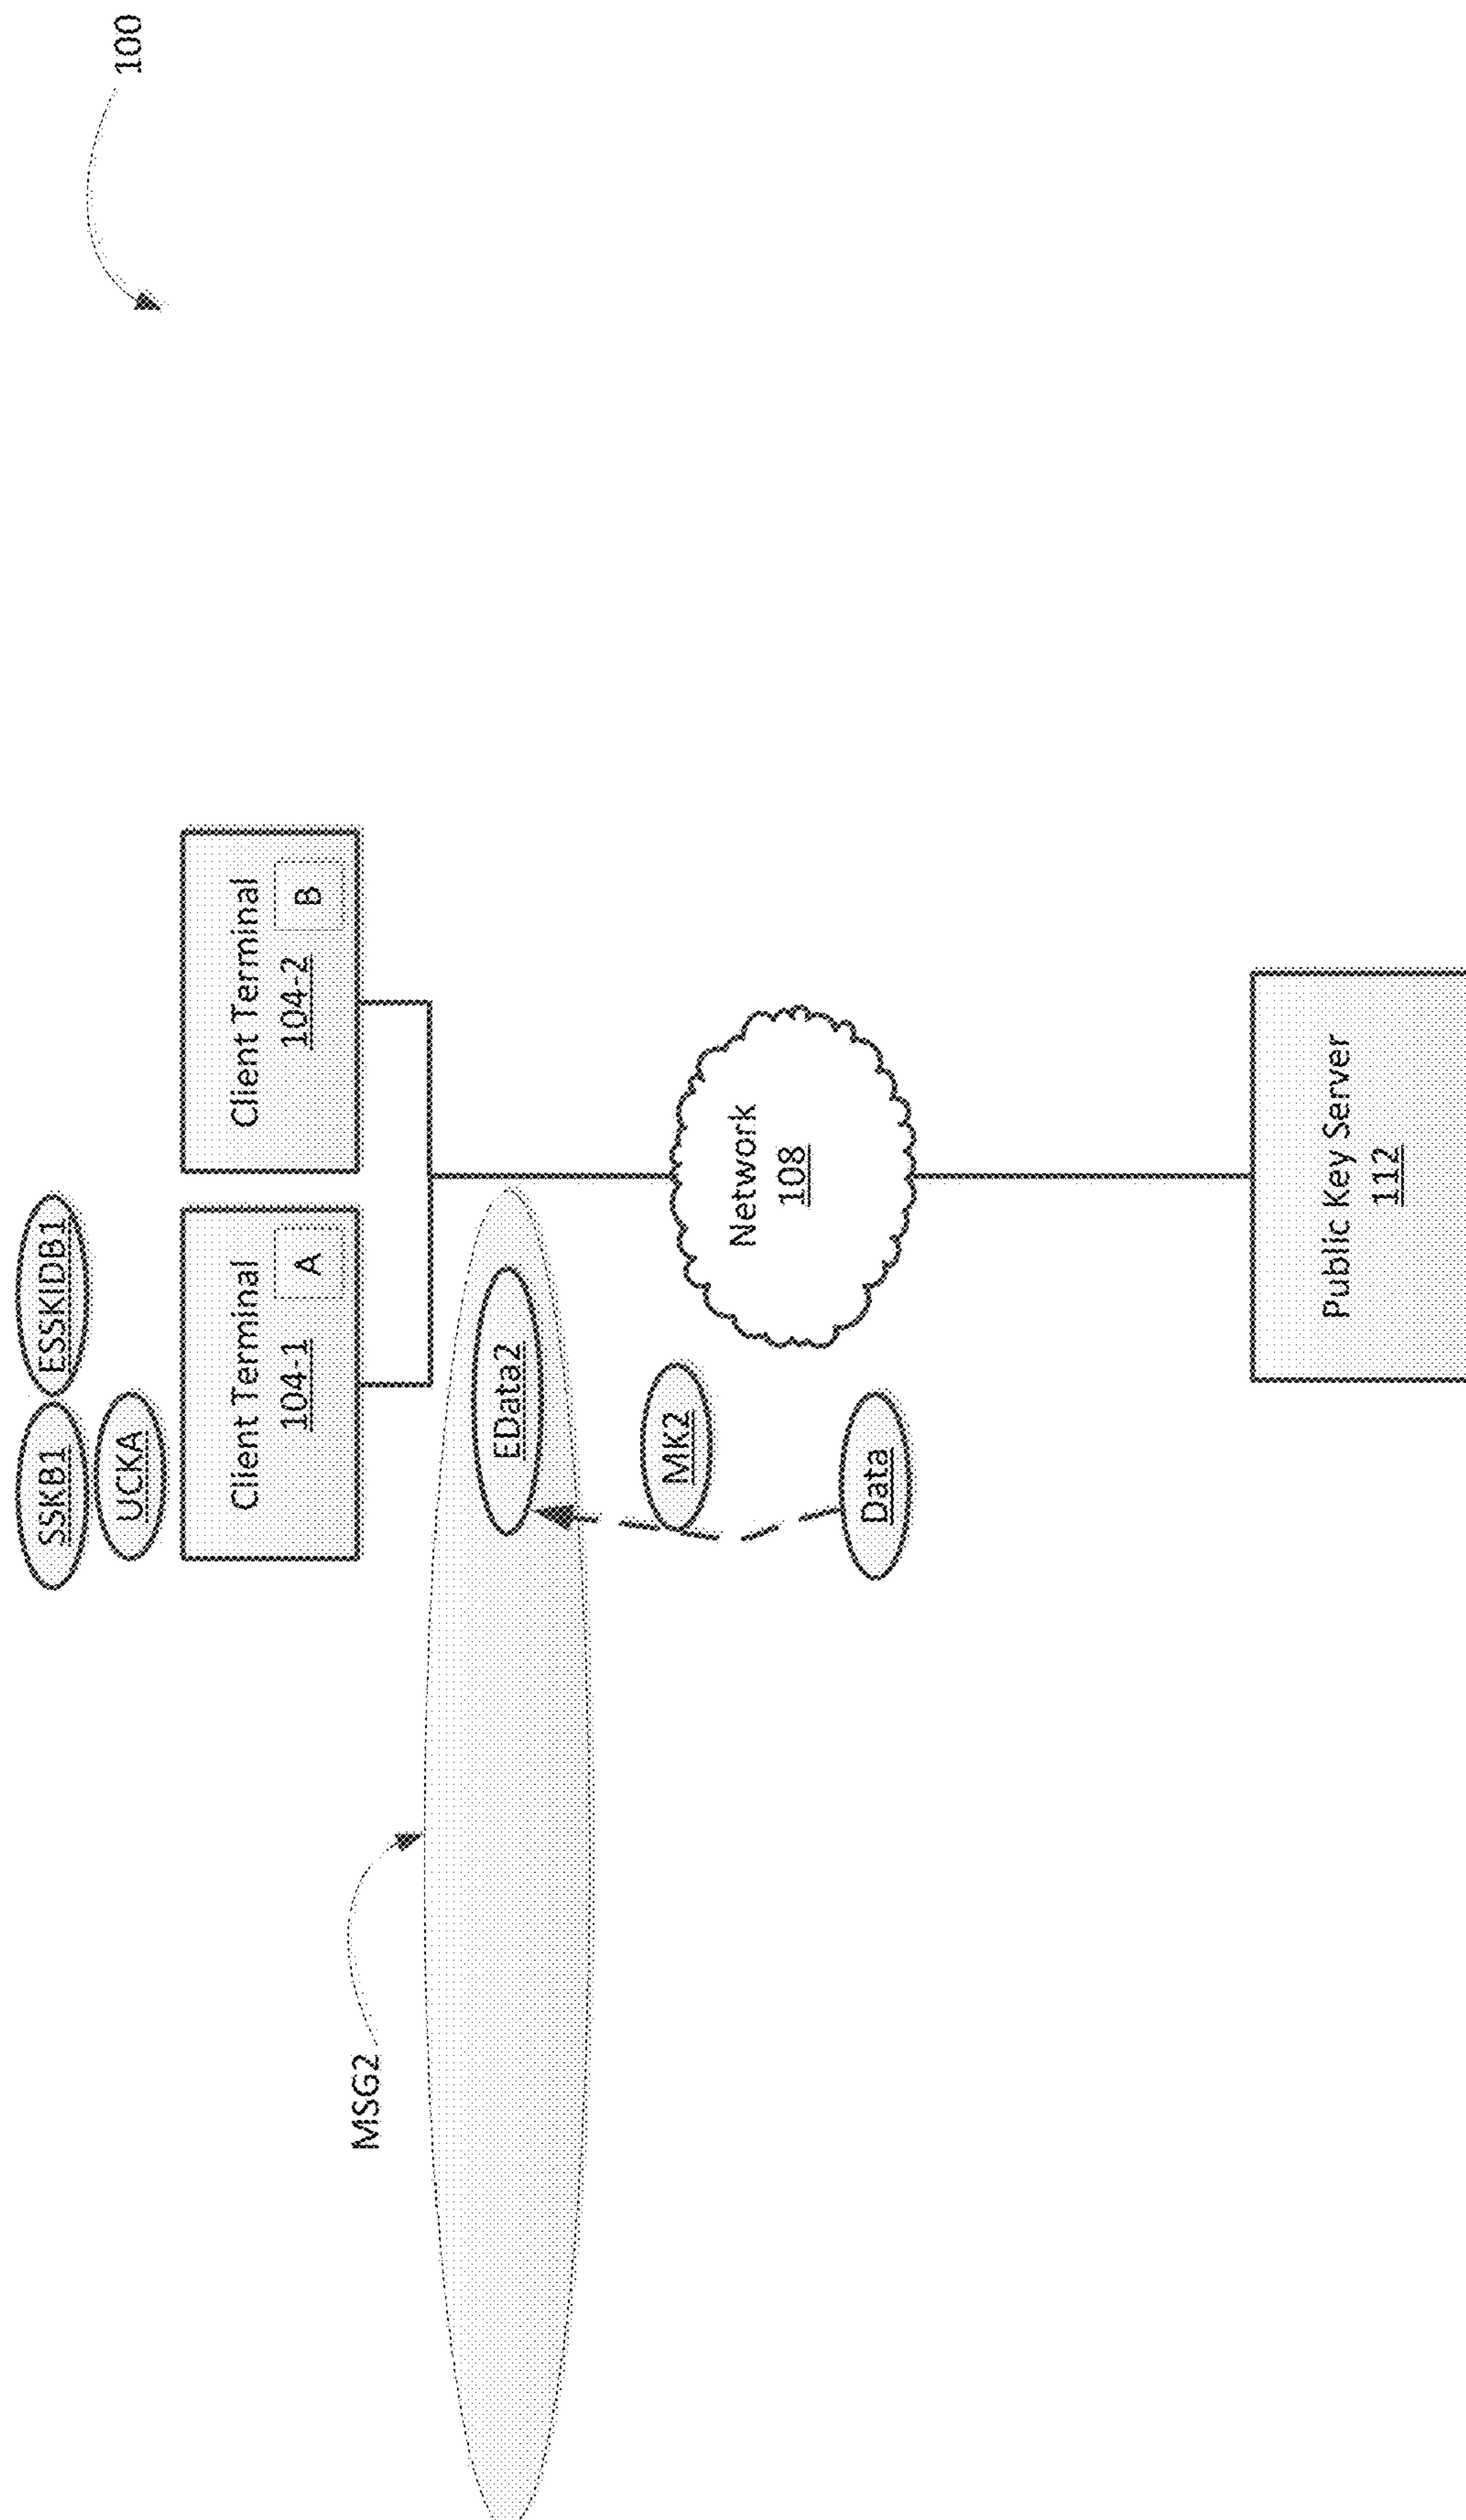 100
SSKB1
ESSKIDB1
UCKA
Client Terminal
104-1
A
Client Terminal
104-2
B
MSG2
EData2
MK2
Data
Network
108
Public Key Server
112